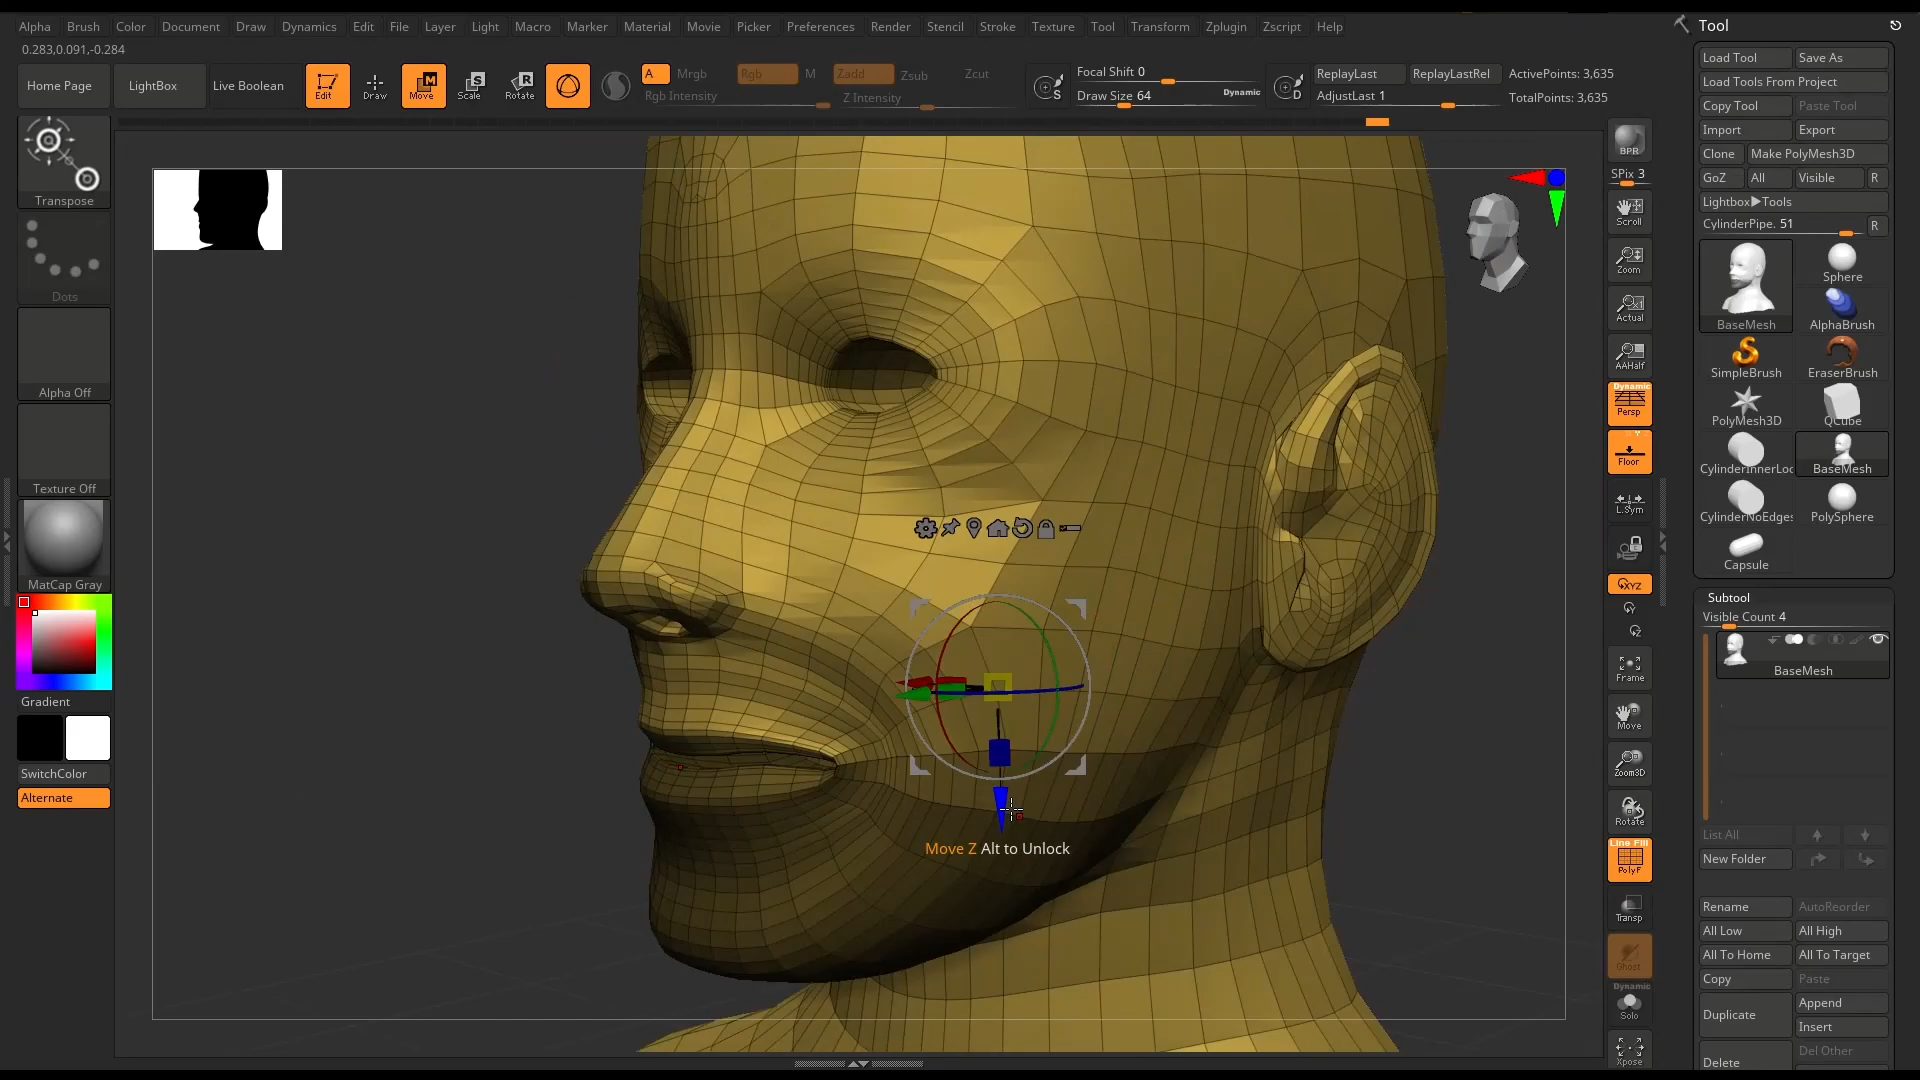 Alpha Brush Color Document Draw Dynamics Edit File Layer Light Macro Marker Material Movie Picker Preferences Render Stencil Stroke Texture Tool Transform Zplugin Zscript Help
0.283,0.091,-0.284
Home Page LightBox Live Boolean Edit Draw Move Scale Rotate
A Mrgb Rgb M Zadd Zsub Zcut
Rgb Intensity Z Intensity
Focal Shift 0
Draw Size 64 Dynamic
ReplayLast ReplayLastRel ActivePoints: 3,635
AdjustLast 1 TotalPoints: 3,635
Transpose
Dots
Alpha Off
Texture Off
MatCap Gray
Gradient
SwitchColor
Alternate
Move Z Alt to Unlock
BPR
SPix 3
Scroll
Zoom
Actual
AAHalf
Dynamic
Persp
Floor
L.Sym
XYZ
Y
Z
Frame
Move
Zoom3D
Rotate
Line Fill
PolyF
Transp
Ghost
Dynamic
Solo
Xpose
Tool
Load Tool Save As
Load Tools From Project
Copy Tool Paste Tool
Import Export
Clone Make PolyMesh3D
GoZ All Visible R
Lightbox▶Tools
CylinderPipe. 51 R
BaseMesh Sphere
AlphaBrush
SimpleBrush EraserBrush
PolyMesh3D QCube
CylinderInnerLoc BaseMesh
CylinderNoEdges PolySphere
Capsule
Subtool
Visible Count 4
BaseMesh
List All
New Folder
Rename AutoReorder
All Low All High
All To Home All To Target
Copy Paste
Duplicate Append
Insert
Delete Del Other